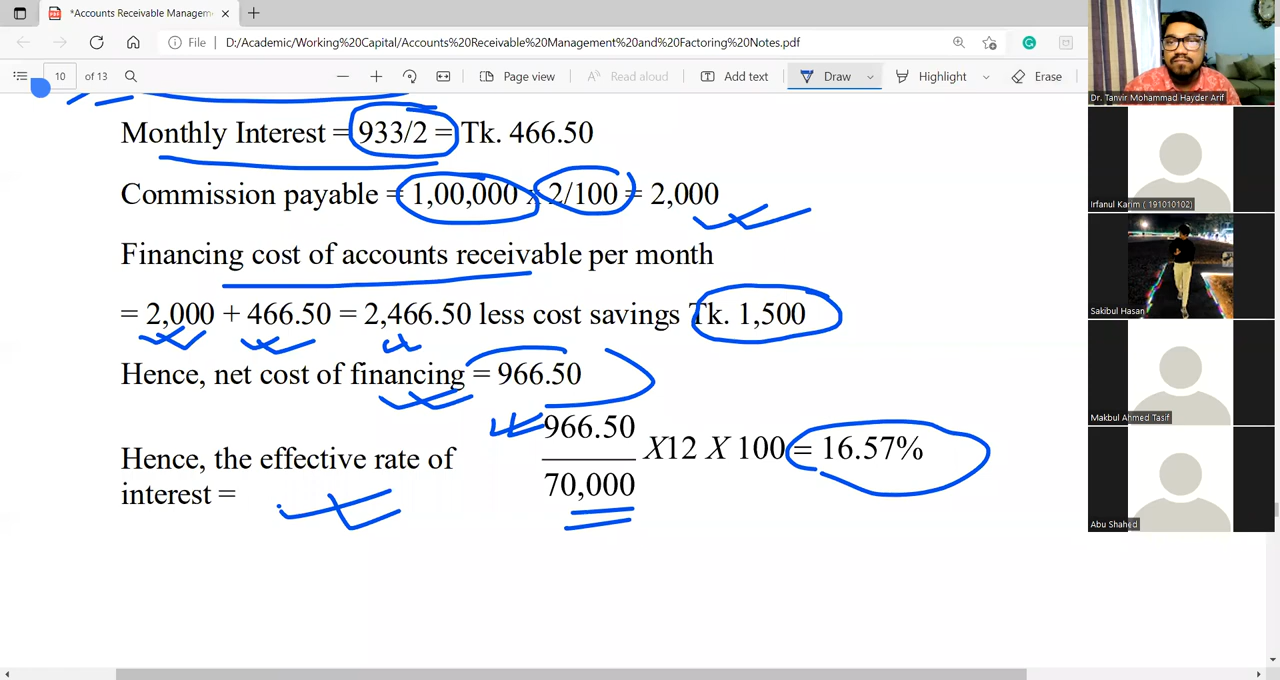 *Accounts Receivable Managem
File
D:/Academic/Working%20Capital/Accounts%20Receivable%20Management%20and%20Factoring%20Notes.pdf
10 of 13
Page view
Read aloud
Add text
Draw
Highlight
Erase
Monthly Interest = 933/2 = Tk. 466.50
Commission payable = 1,00,000 x 2/100 = 2,000
Financing cost of accounts receivable per month
= 2,000 + 466.50 = 2,466.50 less cost savings Tk. 1,500
Hence, net cost of financing = 966.50
Hence, the effective rate of
interest =
966.50
70,000
X12 X 100 = 16.57%
Dr. Tanvir Mohammad Hayder Arif
Irfanul Karim ( 191010102)
Sakibul Hasan
Makbul Ahmed Tasif
Abu Shahed